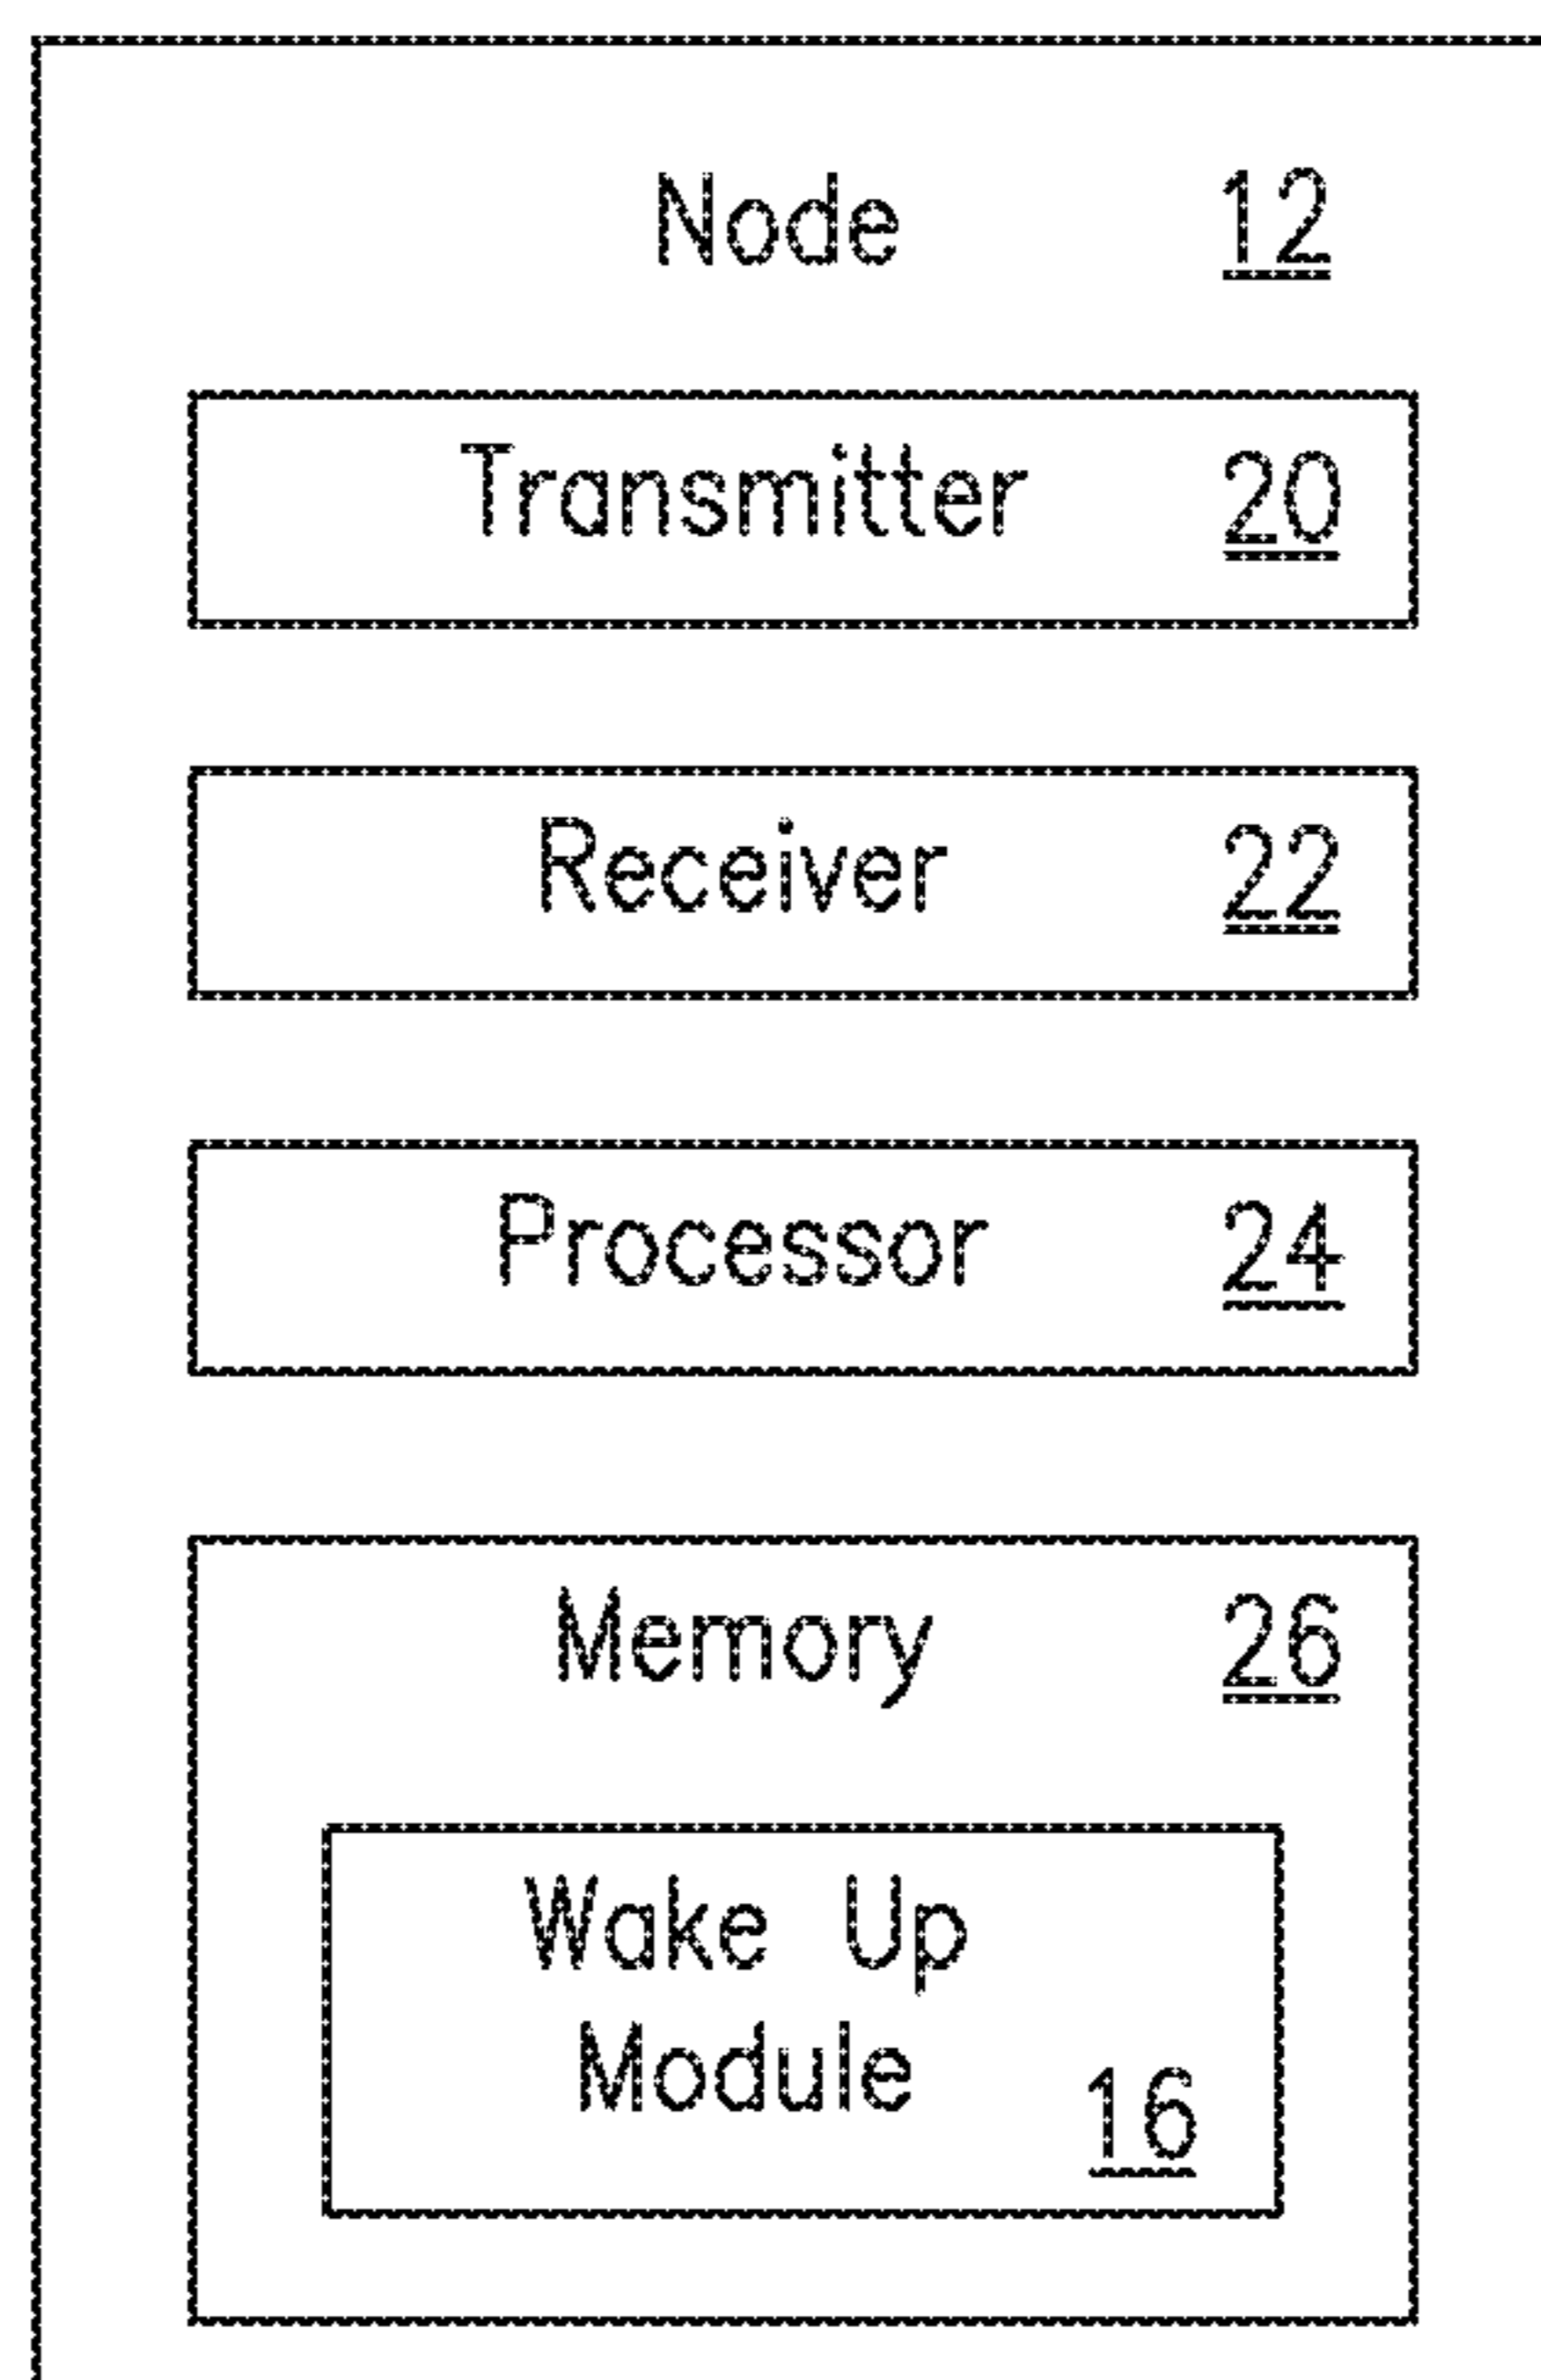 Node 12
Transmitter 20
Receiver 22
Processor 24
Memory 26
Wake Up
Module 16